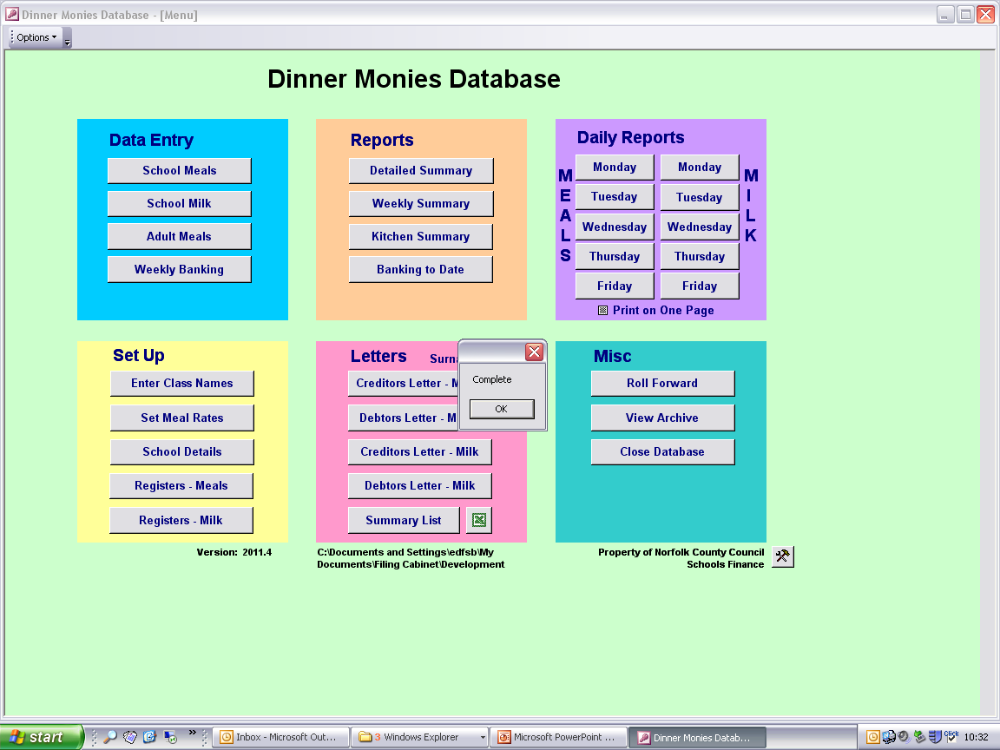 Dinner Monies Database - [Menu]
Options
Dinner Monies Database
Data Entry
School Meals
School Milk
Adult Meals
Weekly Banking
Reports
Detailed Summary
Weekly Summary
Kitchen Summary
Banking to Date
Daily Reports
MEALS
Monday
Tuesday
Wednesday
Thursday
Friday
Monday
Tuesday
Wednesday
Thursday
Friday
MILK
Print on One Page
Set Up
Enter Class Names
Set Meal Rates
School Details
Registers - Meals
Registers - Milk
Letters
Creditors Letter -
Debtors Letter -
Creditors Letter - Milk
Debtors Letter - Milk
Summary List
Complete
OK
Misc
Roll Forward
View Archive
Close Database
Version: 2011.4
C:\Documents and Settings\edfsb\My
Documents\Filing Cabinet\Development
Property of Norfolk County Council
Schools Finance
start
Inbox - Microsoft Out...
3 Windows Explorer
Microsoft PowerPoint ...
Dinner Monies Datab...
Click
10:32